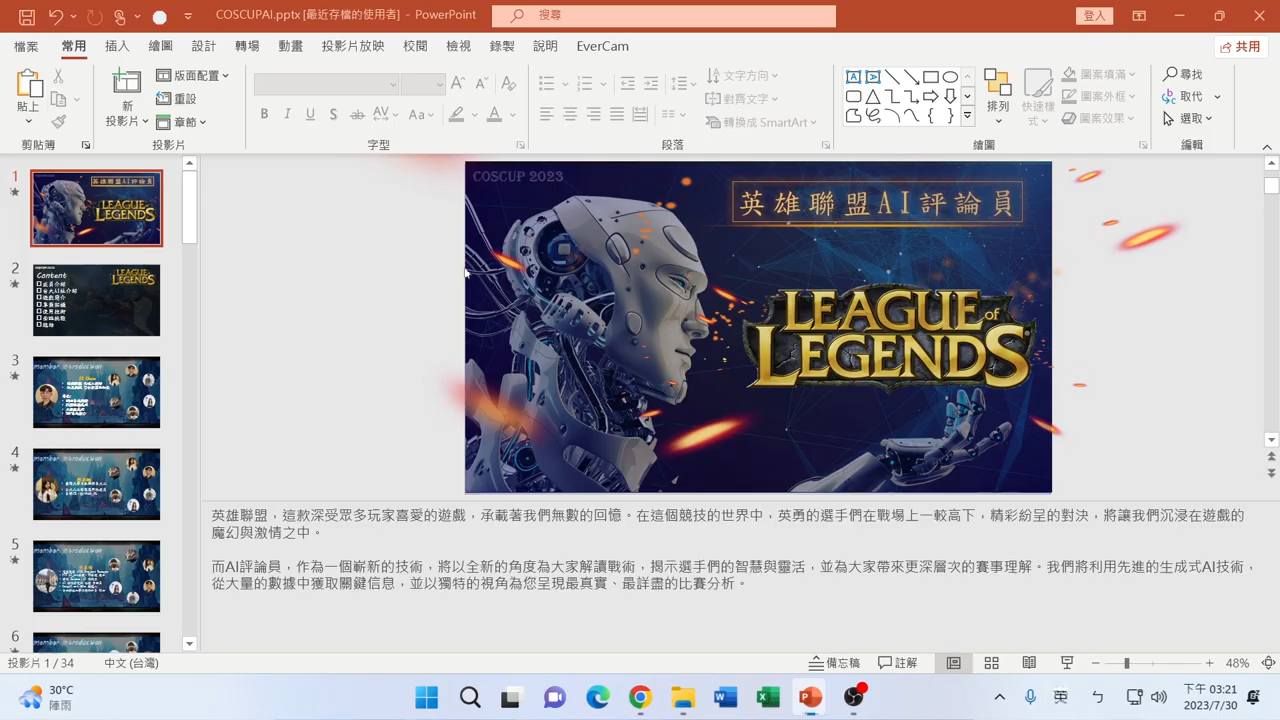 COSCUPAI.pptx [最近存檔的使用者] - PowerPoint
搜尋
登入
檔案 常用 插入 繪圖 設計 轉場 動畫 投影片放映 校閱 檢視 錄製 說明 EverCam
共用
貼上
新
投影片
版面配置
重設
章節
文字方向
對齊文字
轉換成 SmartArt
排列
快速樣
式
圖案填滿
圖案外框
圖案效果
尋找
取代
選取
剪貼簿 投影片 字型 段落 繪圖 編輯
1
2
Content
3
4
5
6
COSCUP 2023
英雄聯盟AI評論員
LEAGUE of
LEGENDS
英雄聯盟，這款深受眾多玩家喜愛的遊戲，承載著我們無數的回憶。在這個競技的世界中，英勇的選手們在戰場上一較高下，精彩紛呈的對決，將讓我們沉浸在遊戲的
魔幻與激情之中。
而AI評論員，作為一個嶄新的技術，將以全新的角度為大家解讀戰術，揭示選手們的智慧與靈活，並為大家帶來更深層次的賽事理解。我們將利用先進的生成式AI技術，
從大量的數據中獲取關鍵信息，並以獨特的視角為您呈現最真實、最詳盡的比賽分析。
投影片 1 / 34 中文 (台灣)
備忘稿 註解 48%
30°C
陣雨
英
下午 03:21
2023/7/30